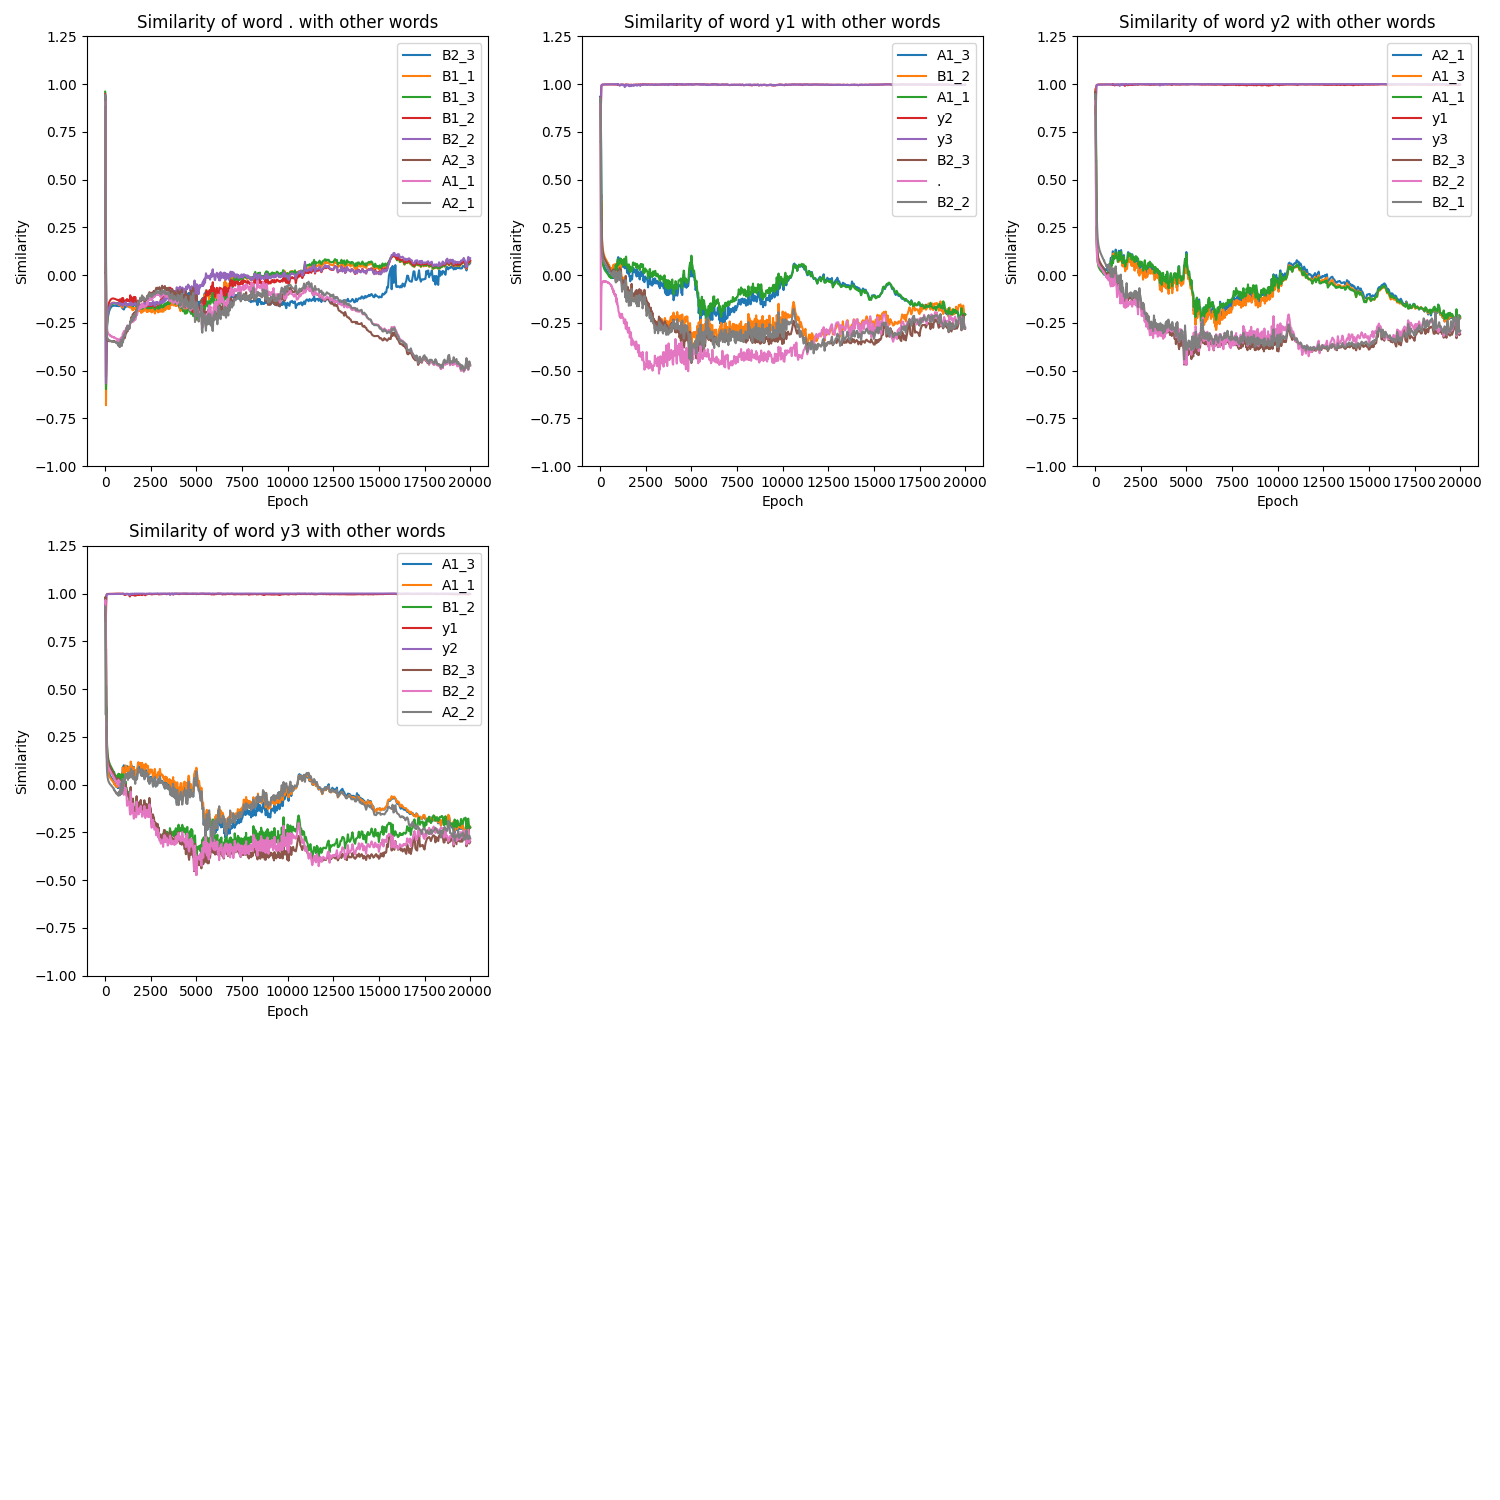 Similarity of word . with other words
1.25
1.00
0.75
0.50
0.25
0.00
−0.25
−0.50
−0.75
−1.00
Similarity
0 2500 5000 7500 10000 12500 15000 17500 20000
Epoch
B2_3
B1_1
B1_3
B1_2
B2_2
A2_3
A1_1
A2_1
Similarity of word y1 with other words
1.25
1.00
0.75
0.50
0.25
0.00
−0.25
−0.50
−0.75
−1.00
Similarity
0 2500 5000 7500 10000 12500 15000 17500 20000
Epoch
A1_3
B1_2
A1_1
y2
y3
B2_3
.
B2_2
Similarity of word y2 with other words
1.25
1.00
0.75
0.50
0.25
0.00
−0.25
−0.50
−0.75
−1.00
Similarity
0 2500 5000 7500 10000 12500 15000 17500 20000
Epoch
A2_1
A1_3
A1_1
y1
y3
B2_3
B2_2
B2_1
Similarity of word y3 with other words
1.25
1.00
0.75
0.50
0.25
0.00
−0.25
−0.50
−0.75
−1.00
Similarity
0 2500 5000 7500 10000 12500 15000 17500 20000
Epoch
A1_3
A1_1
B1_2
y1
y2
B2_3
B2_2
A2_2